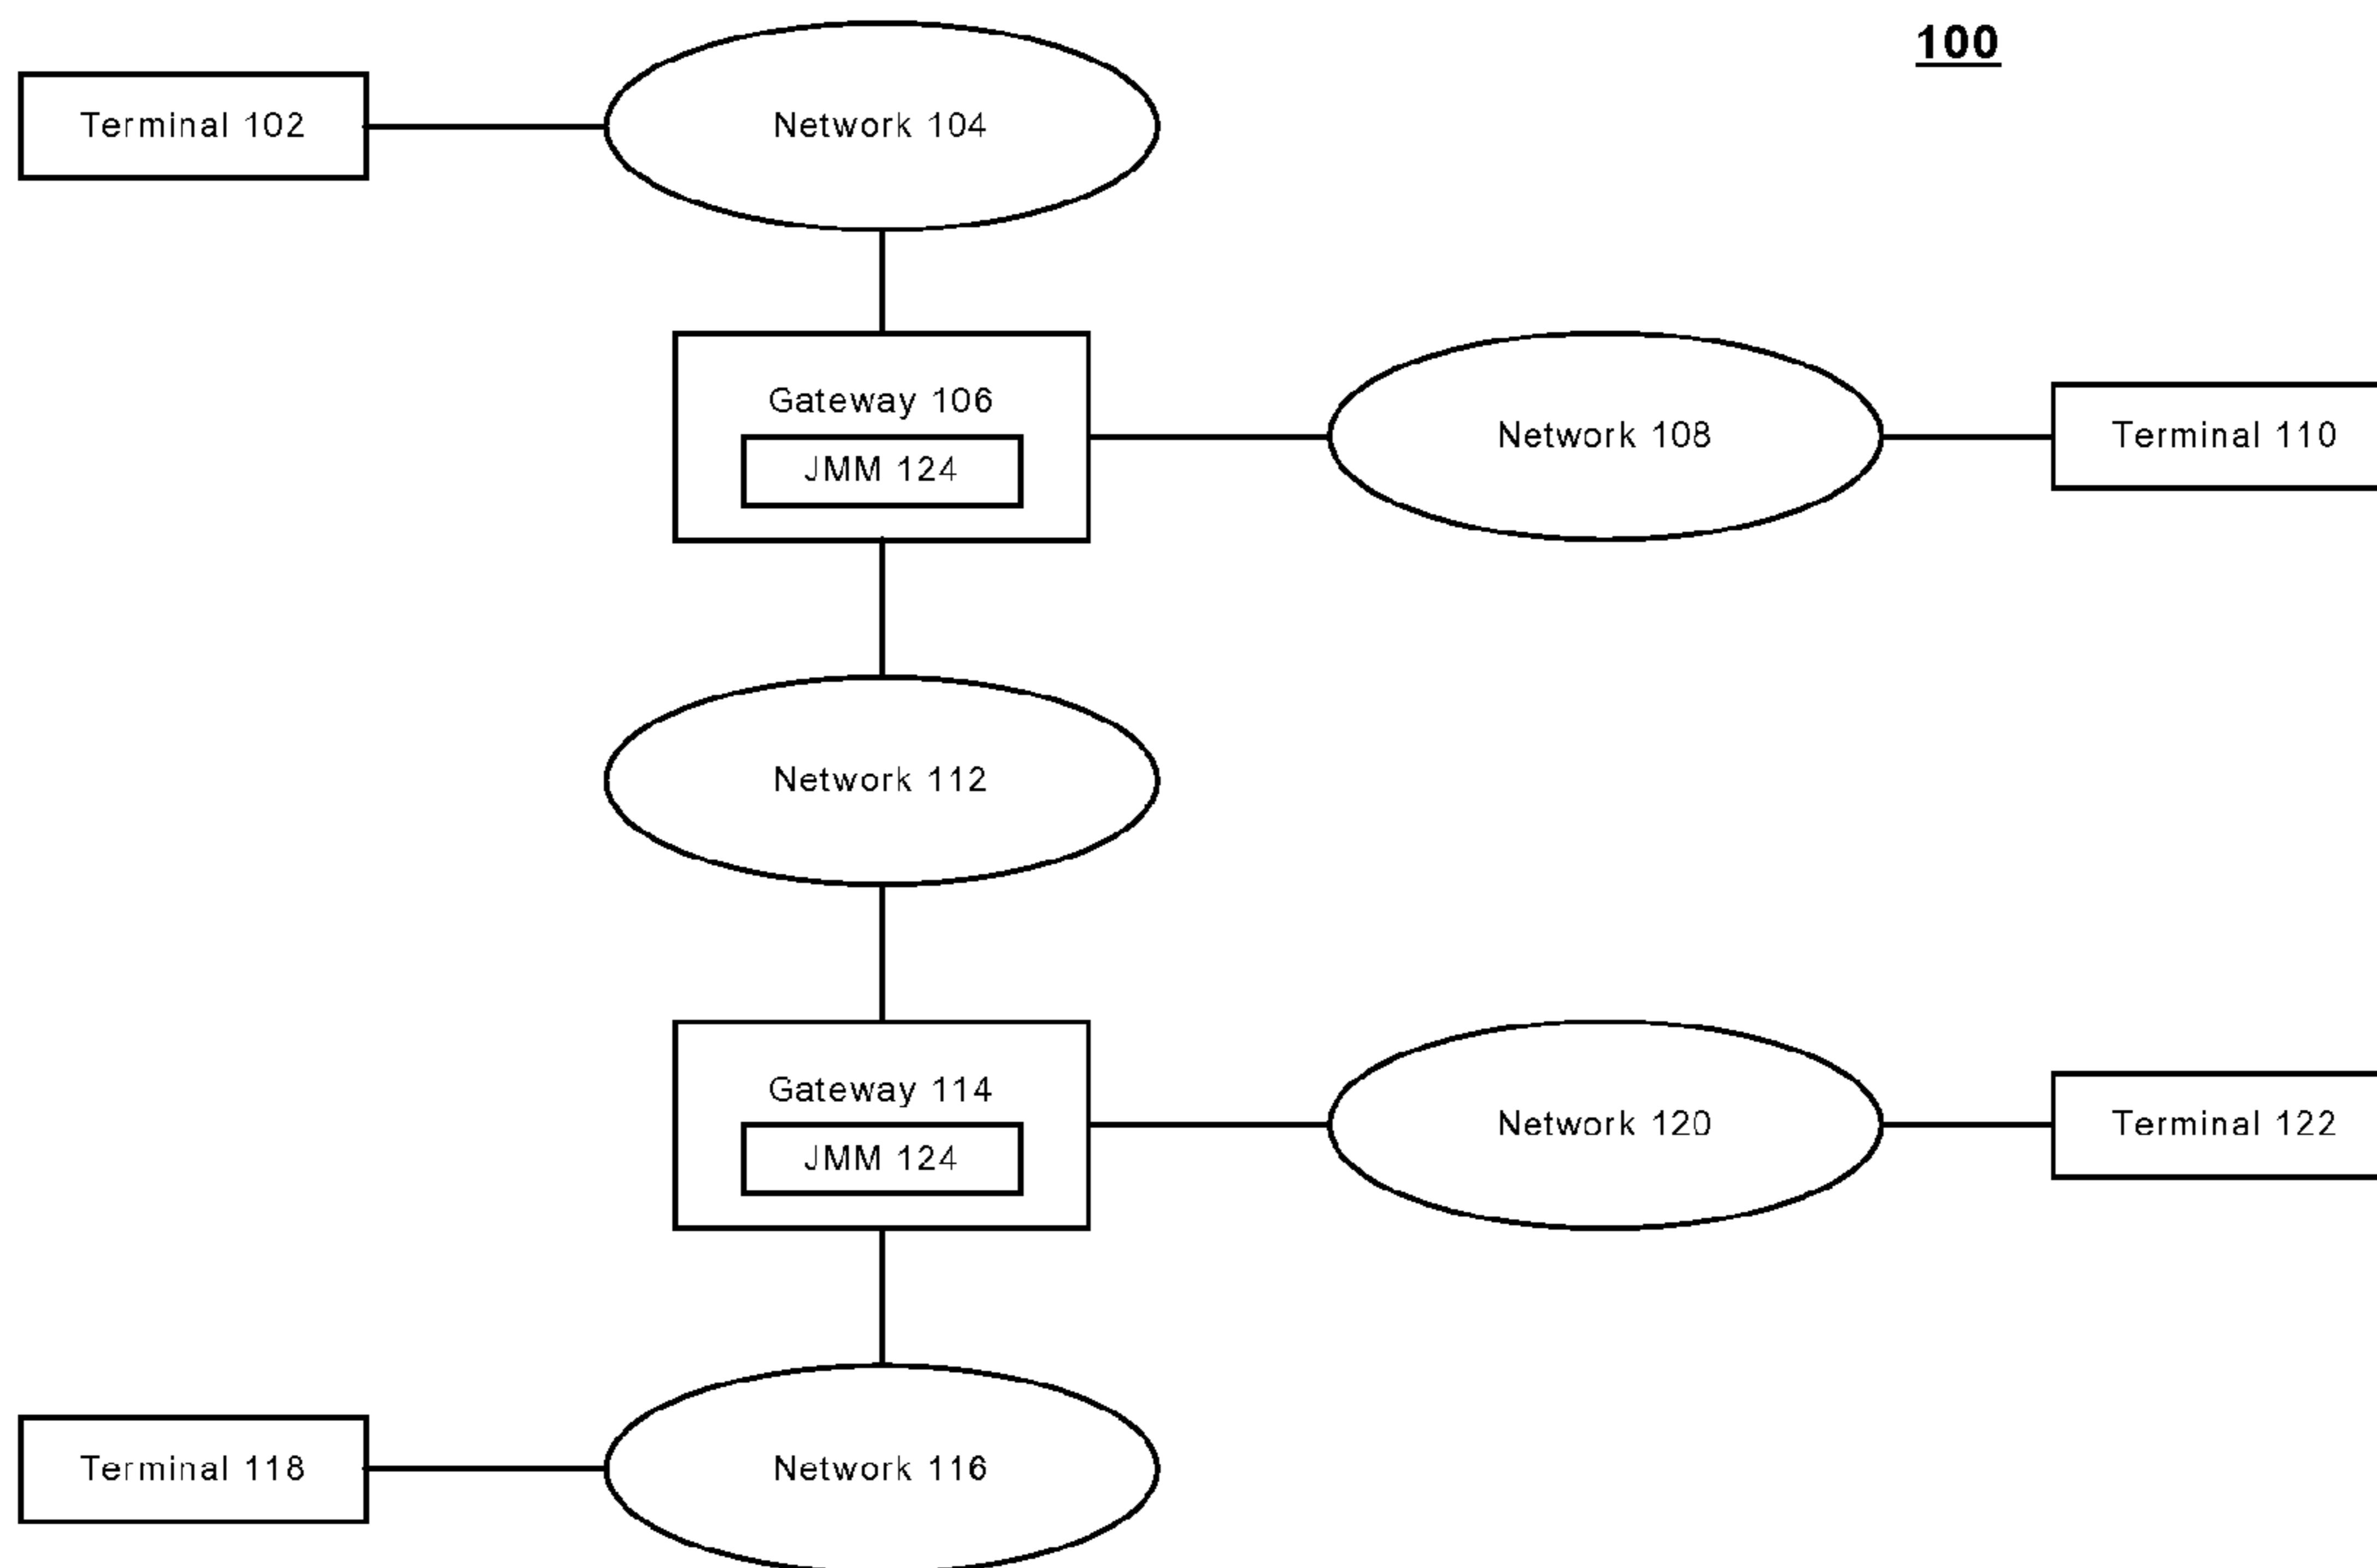 100
Terminal 102
Network 104
Gateway 106
JMM 124
Network 108
Terminal 110
Network 112
Gateway 114
JMM 124
Network 120
Terminal 122
Terminal 118
Network 116